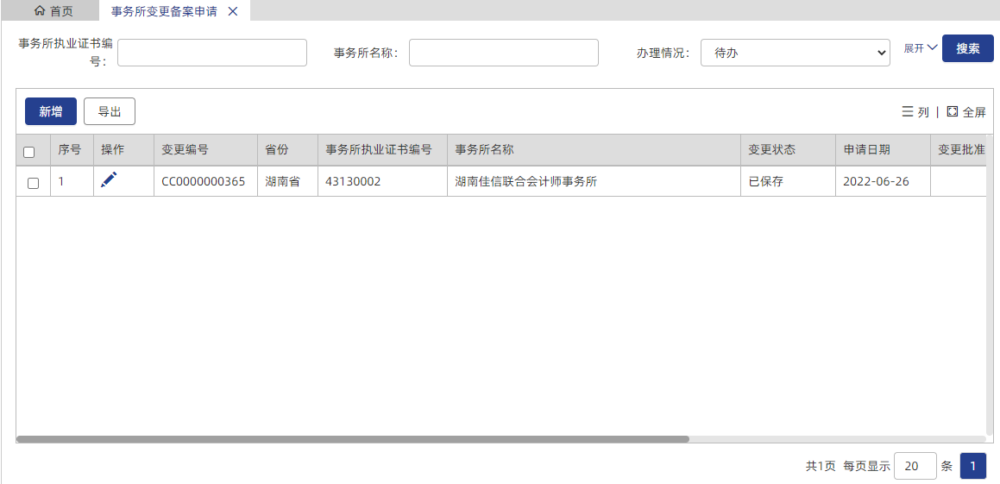 首页
事务所变更备案申请
事务所执业证书编
号：
事务所名称：
办理情况：
待办
展开
搜索
新增
导出
列
全屏
序号 操作 变更编号 省份 事务所执业证书编号 事务所名称 变更状态 申请日期 变更批准
1 CC0000000365 湖南省 43130002 湖南佳信联合会计师事务所 已保存 2022-06-26
共1页 每页显示 20 条 1